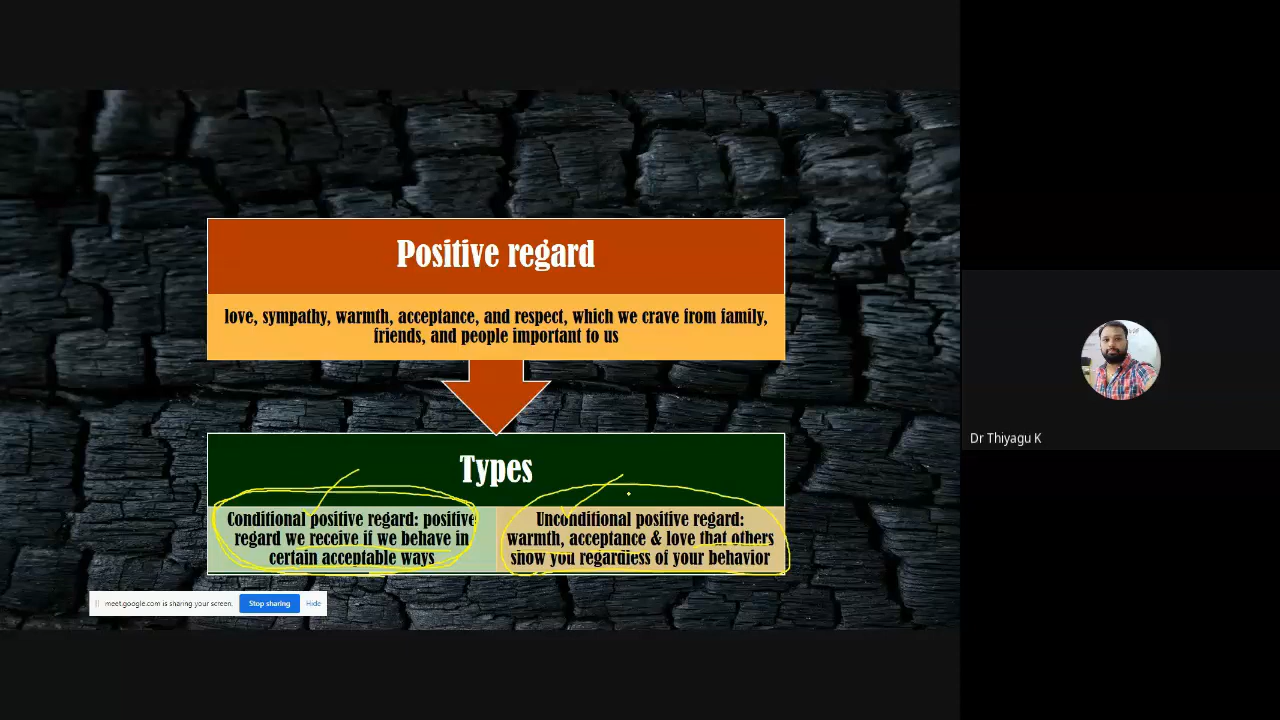 Positive regard
love, sympathy, warmth, acceptance, and respect, which we crave from family,
friends, and people important to us
Types
Conditional positive regard: positive
regard we receive if we behave in
certain acceptable ways
Unconditional positive regard:
warmth, acceptance & love that others
show you regardless of your behavior
meet.google.com is sharing your screen.
Stop sharing
Hide
Dr Thiyagu K